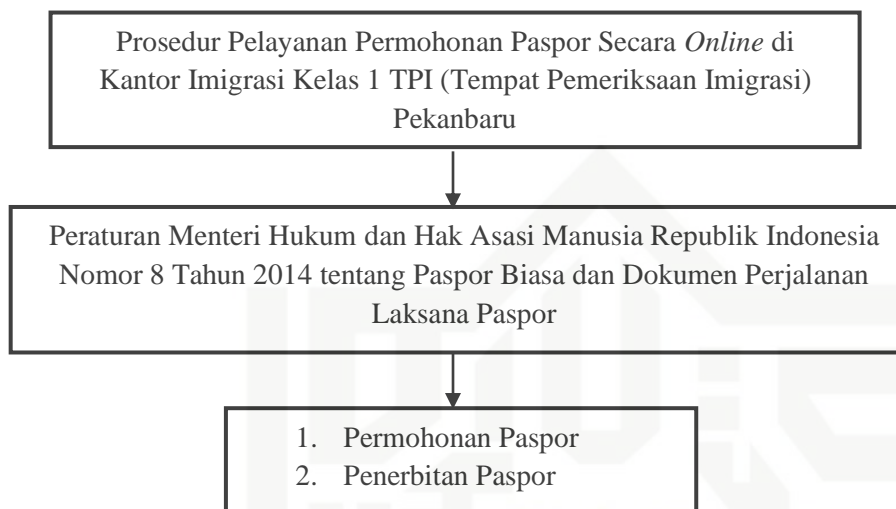 Prosedur Pelayanan Permohonan Paspor Secara Online di
Kantor Imigrasi Kelas 1 TPI (Tempat Pemeriksaan Imigrasi)
Pekanbaru
Peraturan Menteri Hukum dan Hak Asasi Manusia Republik Indonesia
Nomor 8 Tahun 2014 tentang Paspor Biasa dan Dokumen Perjalanan
Laksana Paspor
1. Permohonan Paspor
2. Penerbitan Paspor